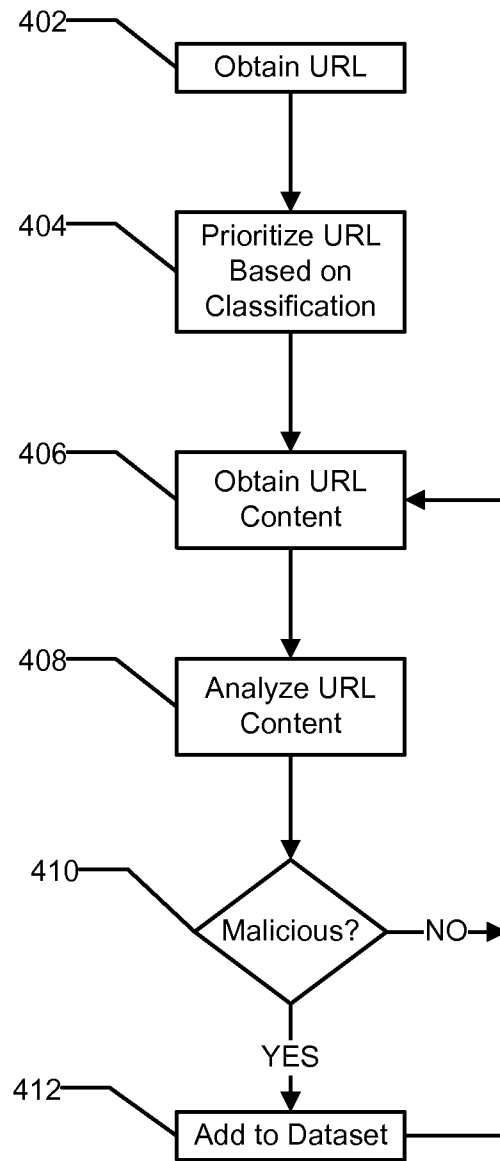 402
Obtain URL
404
Prioritize URL
Based on
Classification
406
Obtain URL
Content
408
Analyze URL
Content
410
Malicious?
NO
YES
412
Add to Dataset